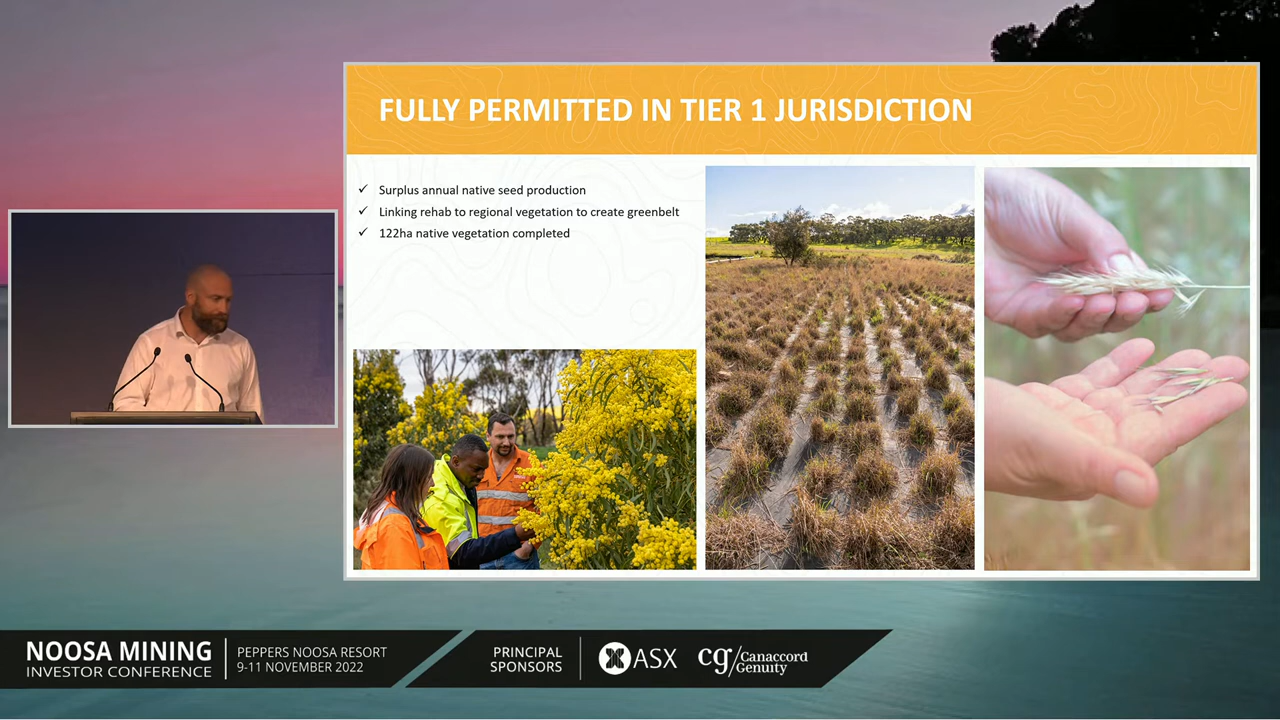 FULLY PERMITTED IN TIER 1 JURISDICTION
✓ Surplus annual native seed production
✓ Linking rehab to regional vegetation to create greenbelt
✓ 122ha native vegetation completed
NOOSA MINING
INVESTOR CONFERENCE
PEPPERS NOOSA RESORT
9-11 NOVEMBER 2022
PRINCIPAL
SPONSORS
ASX
cg/Canaccord
Genuity